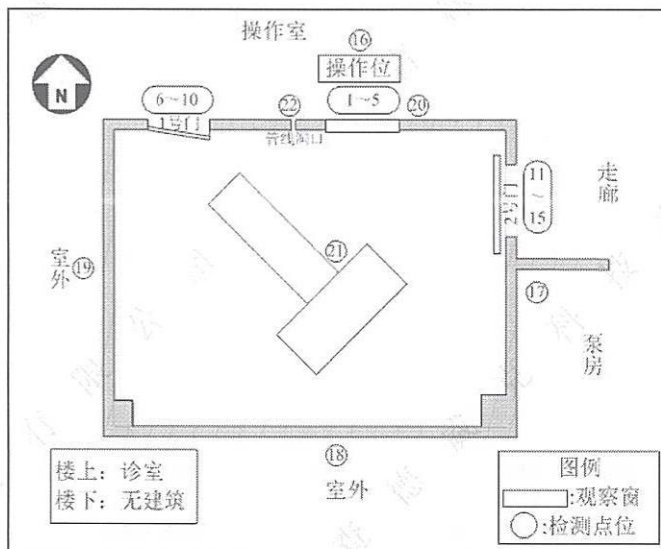 操作室
⑯
操作位
N
6～10
㉒
1～5
⑳
1号门
管线洞口
11
～
15
2号门
走廊
室外
⑲
㉑
⑰
泵房
⑱
室外
楼上：诊室
楼下：无建筑
图例
:观察窗
:检测点位